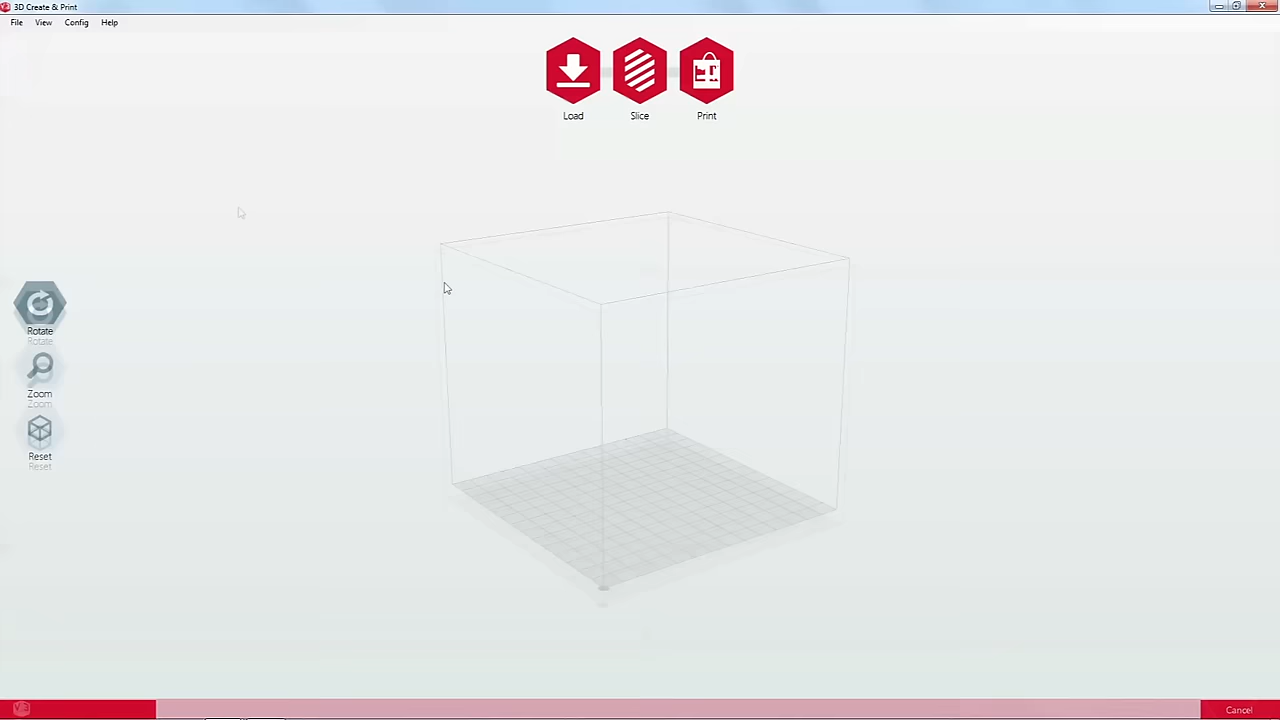 3D Create & Print
File View Config Help
Load Slice Print
Rotate
Rotate
Zoom
Zoom
Reset
Reset
Cancel